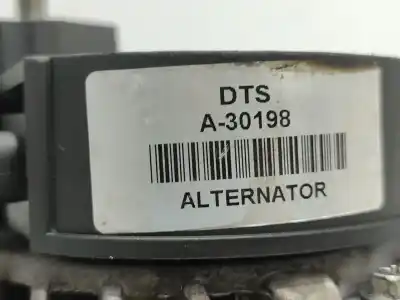 DTS
A-30198
ALTERNATOR